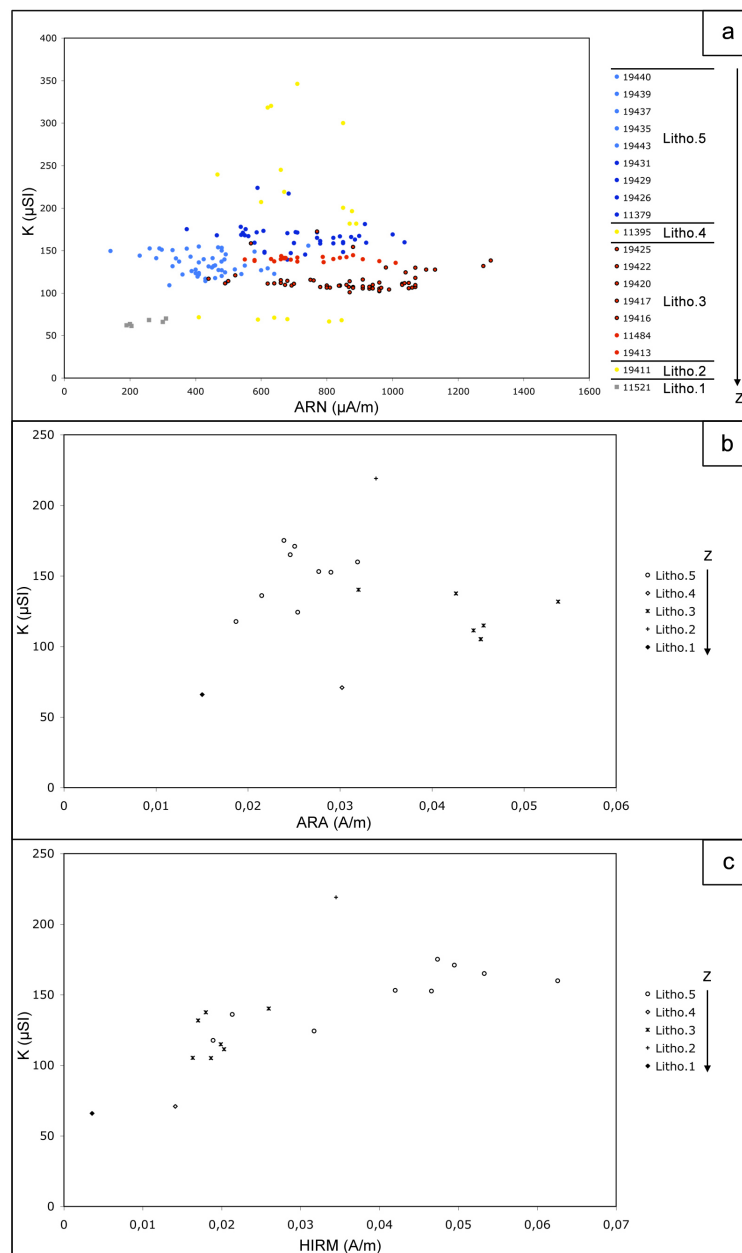 a
400
350
300
250
200
150
100
50
0
K (µSI)
0 200 400 600 800 1000 1200 1400 1600
ARN (µA/m)
19440
19439
19437
19435
19443
19431
19429
19426
11379
Litho.5
11395 Litho.4
19425
19422
19420
19417
19416
11484
19413
Litho.3
19411 Litho.2
11521 Litho.1
Z
b
250
200
150
100
50
0
K (µSI)
0 0,01 0,02 0,03 0,04 0,05 0,06
ARA (A/m)
Z
Litho.5
Litho.4
Litho.3
Litho.2
Litho.1
c
250
200
150
100
50
0
K (µSI)
0 0,01 0,02 0,03 0,04 0,05 0,06 0,07
HIRM (A/m)
Z
Litho.5
Litho.4
Litho.3
Litho.2
Litho.1